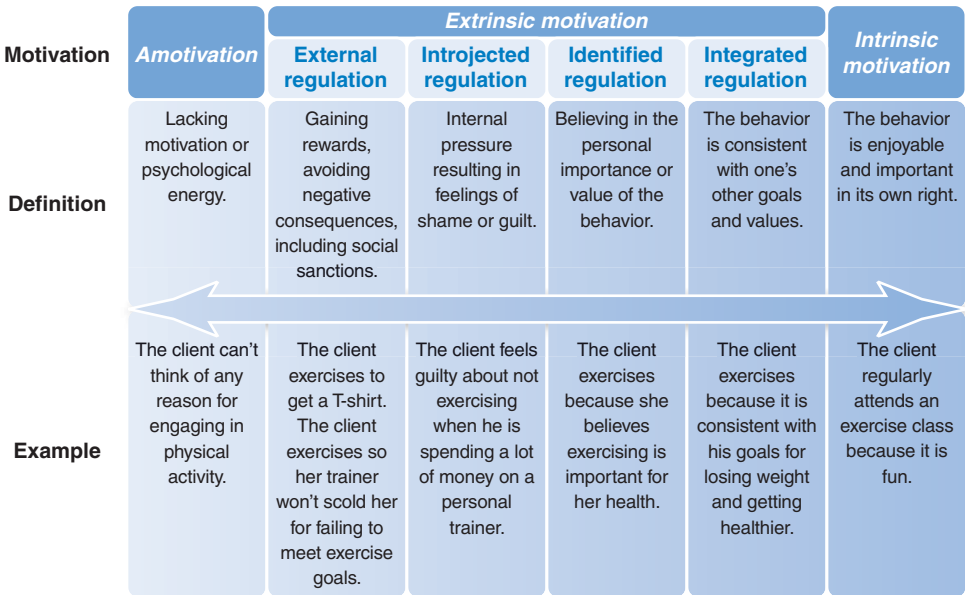 Motivation
Amotivation
Extrinsic motivation
External
regulation
Introjected
regulation
Identified
regulation
Integrated
regulation
Intrinsic
motivation
Definition
Lacking
motivation or
psychological
energy.
Gaining
rewards,
avoiding
negative
consequences,
including social
sanctions.
Internal
pressure
resulting in
feelings of
shame or guilt.
Believing in the
personal
importance or
value of the
behavior.
The behavior
is consistent
with one’s
other goals
and values.
The behavior
is enjoyable
and important
in its own right.
Example
The client can’t
think of any
reason for
engaging in
physical
activity.
The client
exercises to
get a T-shirt.
The client
exercises so
her trainer
won’t scold her
for failing to
meet exercise
goals.
The client feels
guilty about not
exercising
when he is
spending a lot
of money on a
personal
trainer.
The client
exercises
because she
believes
exercising is
important for
her health.
The client
exercises
because it is
consistent with
his goals for
losing weight
and getting
healthier.
The client
regularly
attends an
exercise class
because it is
fun.